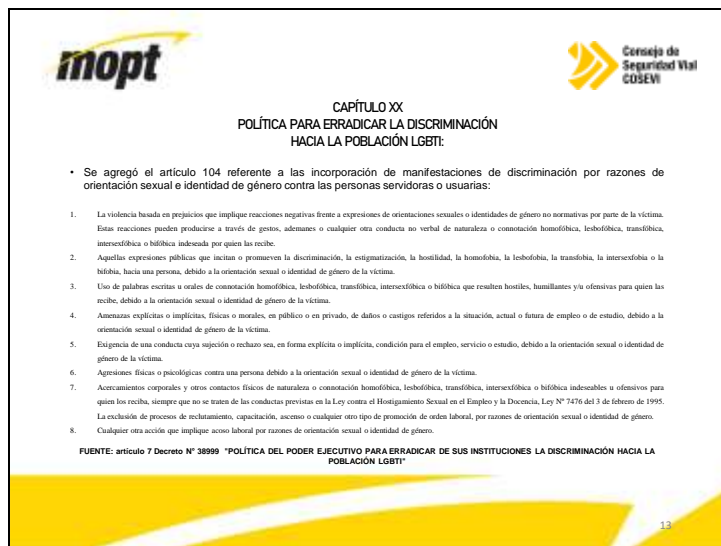 mopt
Consejo de
Seguridad Vial
COSEVI
CAPÍTULO XX
POLÍTICA PARA ERRADICAR LA DISCRIMINACIÓN
HACIA LA POBLACIÓN LGBTI:
• Se agregó el artículo 104 referente a las incorporación de manifestaciones de discriminación por razones de
orientación sexual e identidad de género contra las personas servidoras o usuarias:
1. La violencia basada en prejuicios que implique reacciones negativas frente a expresiones de orientaciones sexuales o identidades de género no normativas por parte de la víctima.
Estas reacciones pueden producirse a través de gestos, ademanes o cualquier otra conducta no verbal de naturaleza o connotación homofóbica, lesbofóbica, transfóbica,
intersexfóbica o bifóbica indeseada por quien las recibe.
2. Aquellas expresiones públicas que incitan o promueven la discriminación, la estigmatización, la hostilidad, la homofobia, la lesbofobia, la transfobia, la intersexfobia o la
bifobia, hacia una persona, debido a la orientación sexual o identidad de género de la víctima.
3. Uso de palabras escritas u orales de connotación homofóbica, lesbofóbica, transfóbica, intersexfóbica o bifóbica que resulten hostiles, humillantes y/u ofensivas para quien las
recibe, debido a la orientación sexual o identidad de género de la víctima.
4. Amenazas explícitas o implícitas, físicas o morales, en público o en privado, de daños o castigos referidos a la situación, actual o futura de empleo o de estudio, debido a la
orientación sexual o identidad de género de la víctima.
5. Exigencia de una conducta cuya sujeción o rechazo sea, en forma explícita o implícita, condición para el empleo, servicio o estudio, debido a la orientación sexual o identidad de
género de la víctima.
6. Agresiones físicas o psicológicas contra una persona debido a la orientación sexual o identidad de género de la víctima.
7. Acercamientos corporales y otros contactos físicos de naturaleza o connotación homofóbica, lesbofóbica, transfóbica, intersexfóbica o bifóbica indeseables u ofensivos para
quien los reciba, siempre que no se traten de las conductas previstas en la Ley contra el Hostigamiento Sexual en el Empleo y la Docencia, Ley Nº 7476 del 3 de febrero de 1995.
La exclusión de procesos de reclutamiento, capacitación, ascenso o cualquier otro tipo de promoción de orden laboral, por razones de orientación sexual o identidad de género.
8. Cualquier otra acción que implique acoso laboral por razones de orientación sexual o identidad de género.
FUENTE: artículo 7 Decreto N° 38999 "POLÍTICA DEL PODER EJECUTIVO PARA ERRADICAR DE SUS INSTITUCIONES LA DISCRIMINACIÓN HACIA LA
POBLACIÓN LGBTI"
13